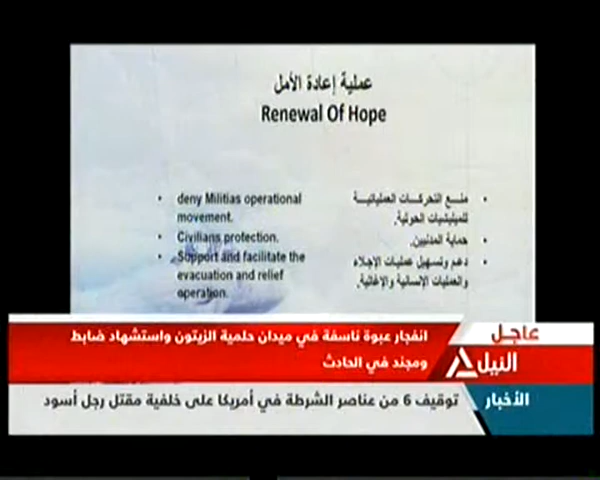 عملية إعادة الأمل
Renewal Of Hope
• deny Militias operational
movement.
• Civilians protection.
• Support and facilitate the
evacuation and relief
operation.
• منع التحركات العملياتية
للميليشيات الحوثية.
• حماية المدنيين.
• دعم وتسهيل عمليات الإجلاء
والعمليات الإنسانية والإغاثية.
عاجل
انفجار عبوة ناسفة في ميدان حلمية الزيتون واستشهاد ضابط
ومجند في الحادث
النيل
الأخبار
توقيف 6 من عناصر الشرطة في أمريكا على خلفية مقتل رجل أسود